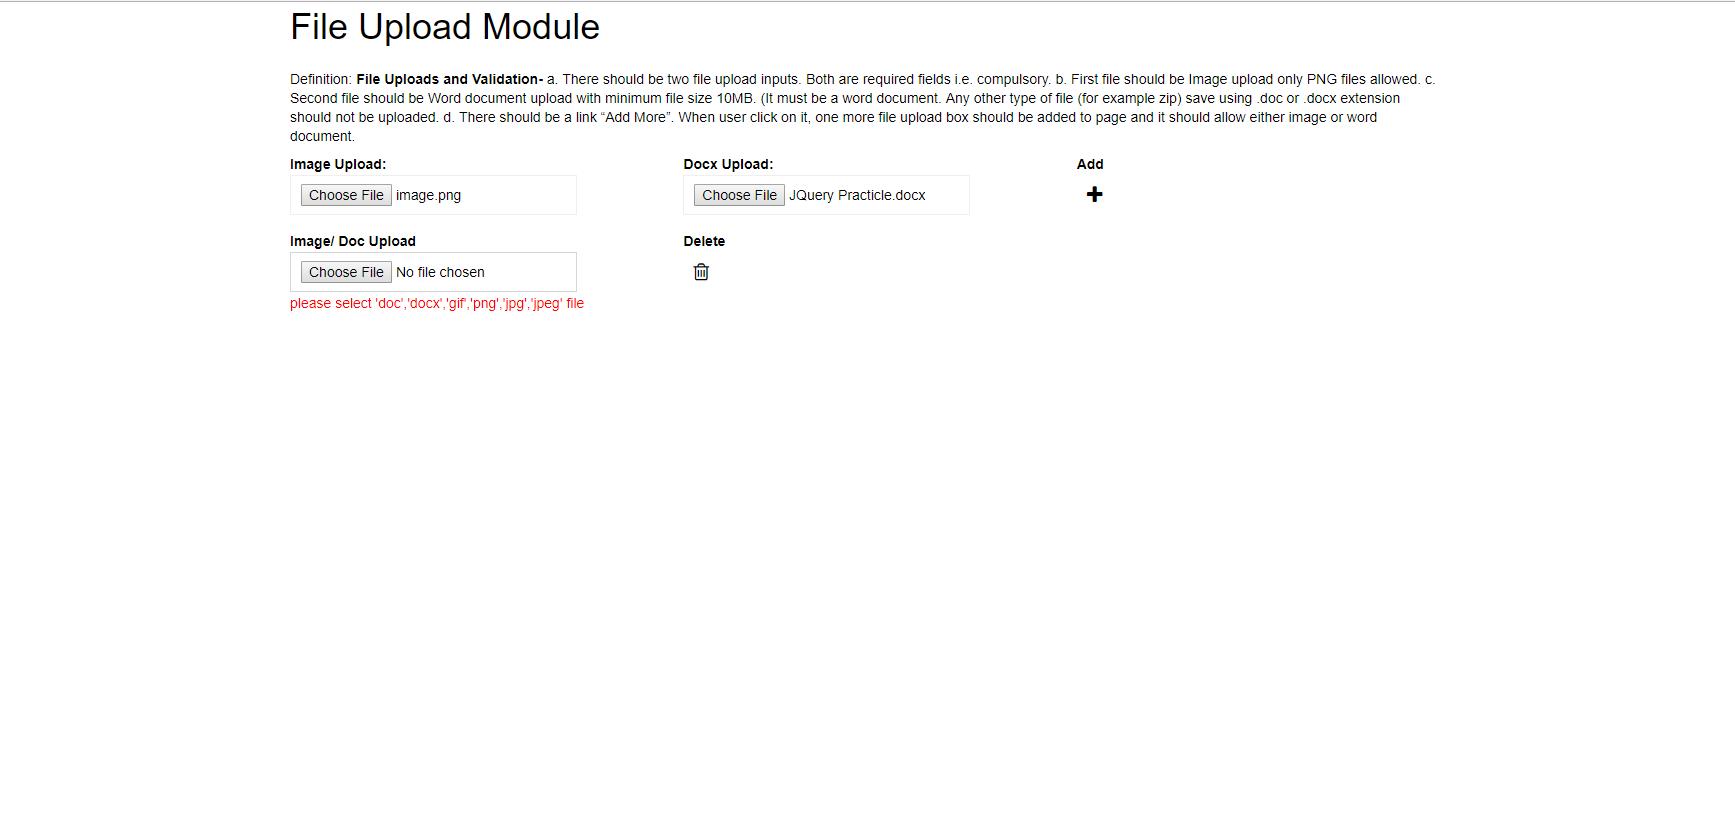 File Upload Module
Definition: File Uploads and Validation- a. There should be two file upload inputs. Both are required fields i.e. compulsory. b. First file should be Image upload only PNG files allowed. c.
Second file should be Word document upload with minimum file size 10MB. (It must be a word document. Any other type of file (for example zip) save using .doc or .docx extension
should not be uploaded. d. There should be a link “Add More”. When user click on it, one more file upload box should be added to page and it should allow either image or word
document.
Image Upload: Docx Upload: Add
Choose File image.png Choose File JQuery Practicle.docx
Image/ Doc Upload Delete
Choose File No file chosen
please select 'doc','docx','gif','png','jpg','jpeg' file